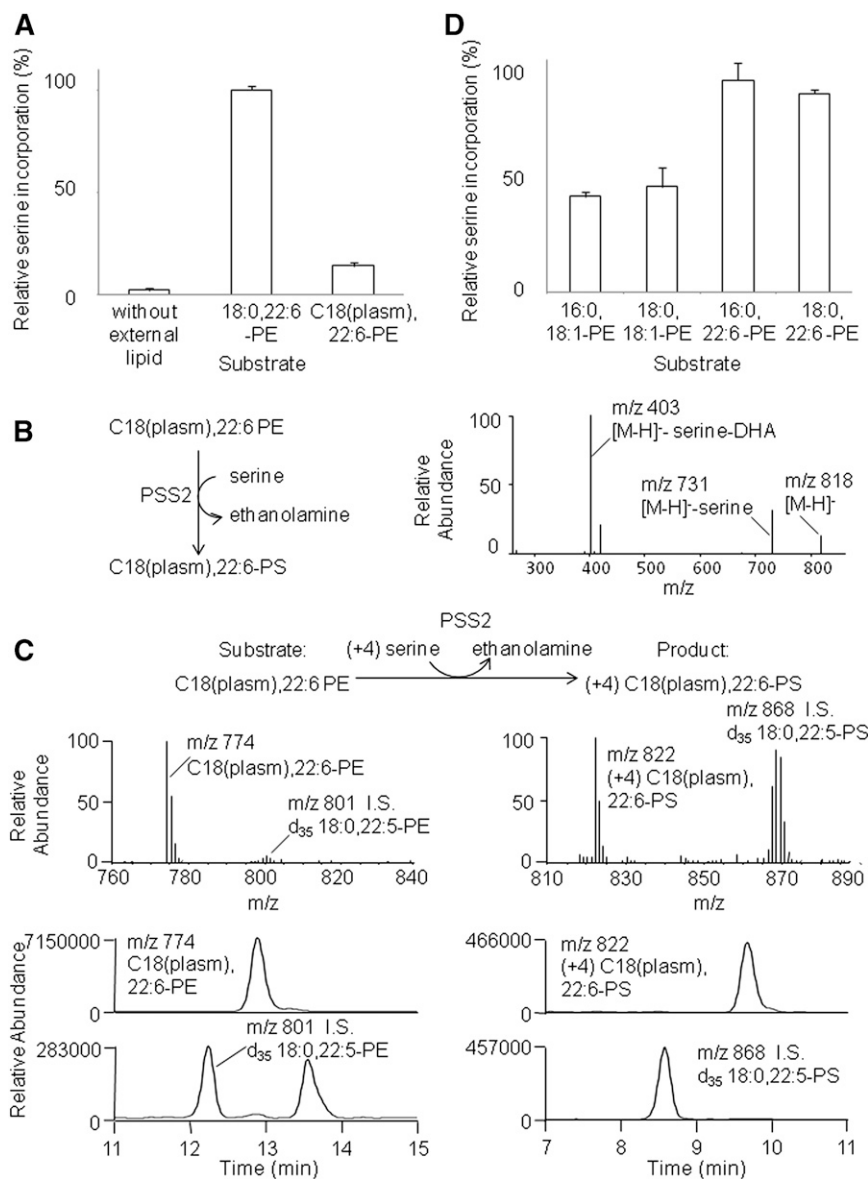 A
Relative serine in corporation (%)
100
50
0
without
external
lipid
18:0,22:6
-PE
C18(plasm),
22:6-PE
Substrate
D
Relative serine in corporation (%)
100
50
0
16:0,
18:1-PE
18:0,
18:1-PE
16:0,
22:6-PE
18:0,
22:6-PE
Substrate
B
C18(plasm),22:6 PE
PSS2
serine
ethanolamine
C18(plasm),22:6-PS
Relative
Abundance
100
50
0
m/z 403
[M-H]⁻- serine-DHA
m/z 731
[M-H]⁻-serine
m/z 818
[M-H]⁻
300
400
500
600
700
800
m/z
C
PSS2
Substrate:
(+4) serine
ethanolamine
Product:
C18(plasm),22:6 PE
(+4) C18(plasm),22:6-PS
Relative
Abundance
100
50
0
m/z 774
C18(plasm),22:6-PE
m/z 801 I.S.
d35 18:0,22:5-PE
760
780
800
820
840
m/z
100
50
0
m/z 868 I.S.
d35 18:0,22:5-PS
m/z 822
(+4) C18(plasm),
22:6-PS
810
830
850
870
890
m/z
Relative Abundance
7150000
0
m/z 774
C18(plasm),
22:6-PE
283000
0
m/z 801 I.S.
d35 18:0,22:5-PE
11
12
13
14
15
Time (min)
466000
0
m/z 822
(+4) C18(plasm),
22:6-PS
457000
0
m/z 868 I.S.
d35 18:0,22:5-PS
7
8
9
10
11
Time (min)